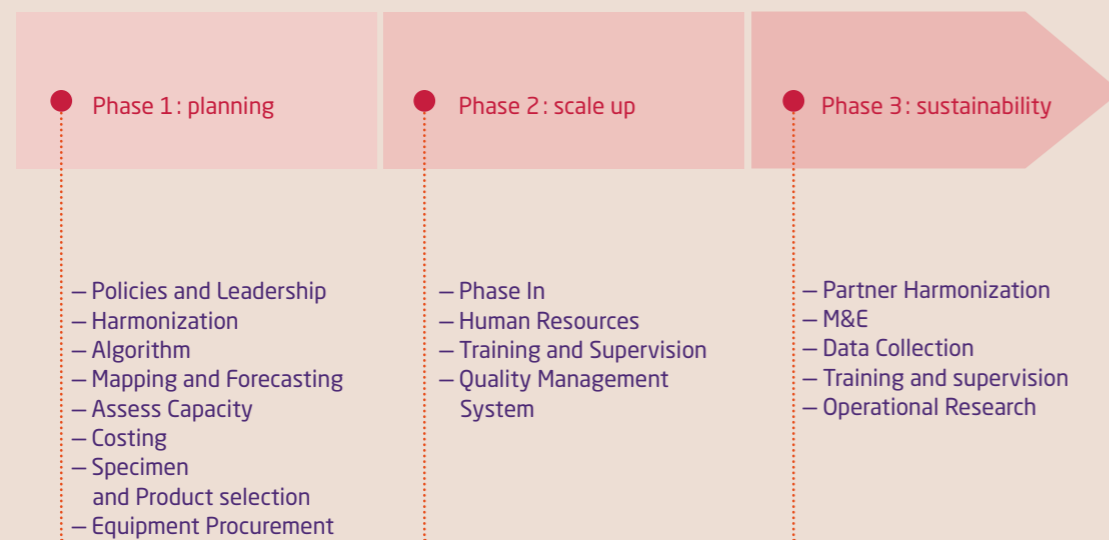 Phase 1: planning
— Policies and Leadership
— Harmonization
— Algorithm
— Mapping and Forecasting
— Assess Capacity
— Costing
— Specimen
and Product selection
— Equipment Procurement
Phase 2: scale up
— Phase In
— Human Resources
— Training and Supervision
— Quality Management
System
Phase 3: sustainability
— Partner Harmonization
— M&E
— Data Collection
— Training and supervision
— Operational Research